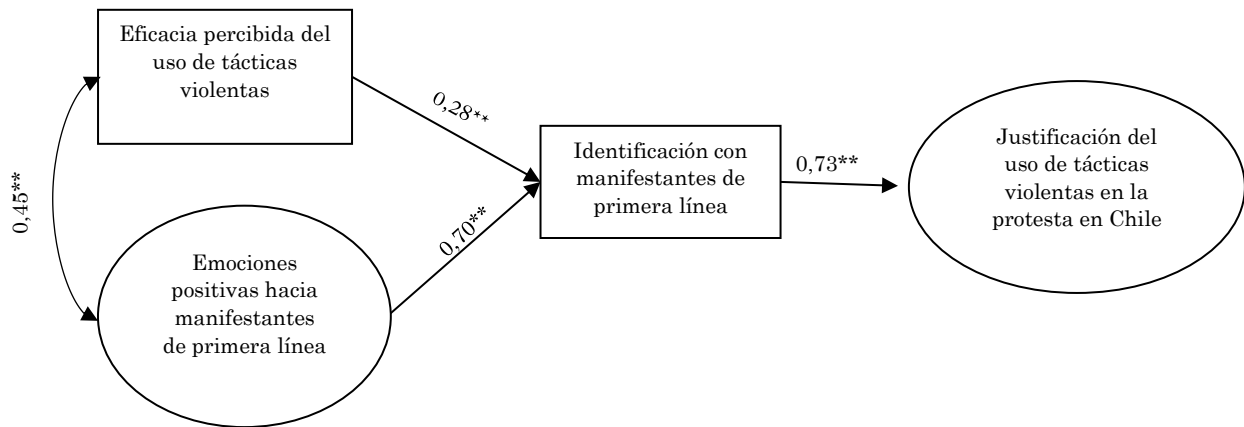 Eficacia percibida del
uso de tácticas
violentas
0,45**
0,28**
Emociones
positivas hacia
manifestantes
de primera línea
0,70**
Identificación con
manifestantes de
primera línea
0,73**
Justificación del
uso de tácticas
violentas en la
protesta en Chile